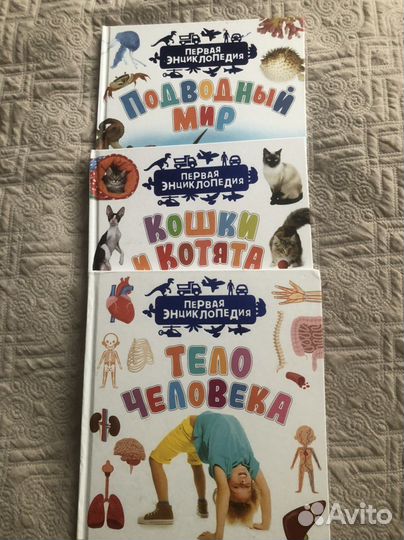 ПЕРВАЯ
ЭНЦИКЛОПЕДИЯ
ПОДВОДНЫЙ
МИР
ПЕРВАЯ
ЭНЦИКЛОПЕДИЯ
КОШКИ
И КОТЯТА
ПЕРВАЯ
ЭНЦИКЛОПЕДИЯ
ТЕЛО
ЧЕЛОВЕКА
Avito